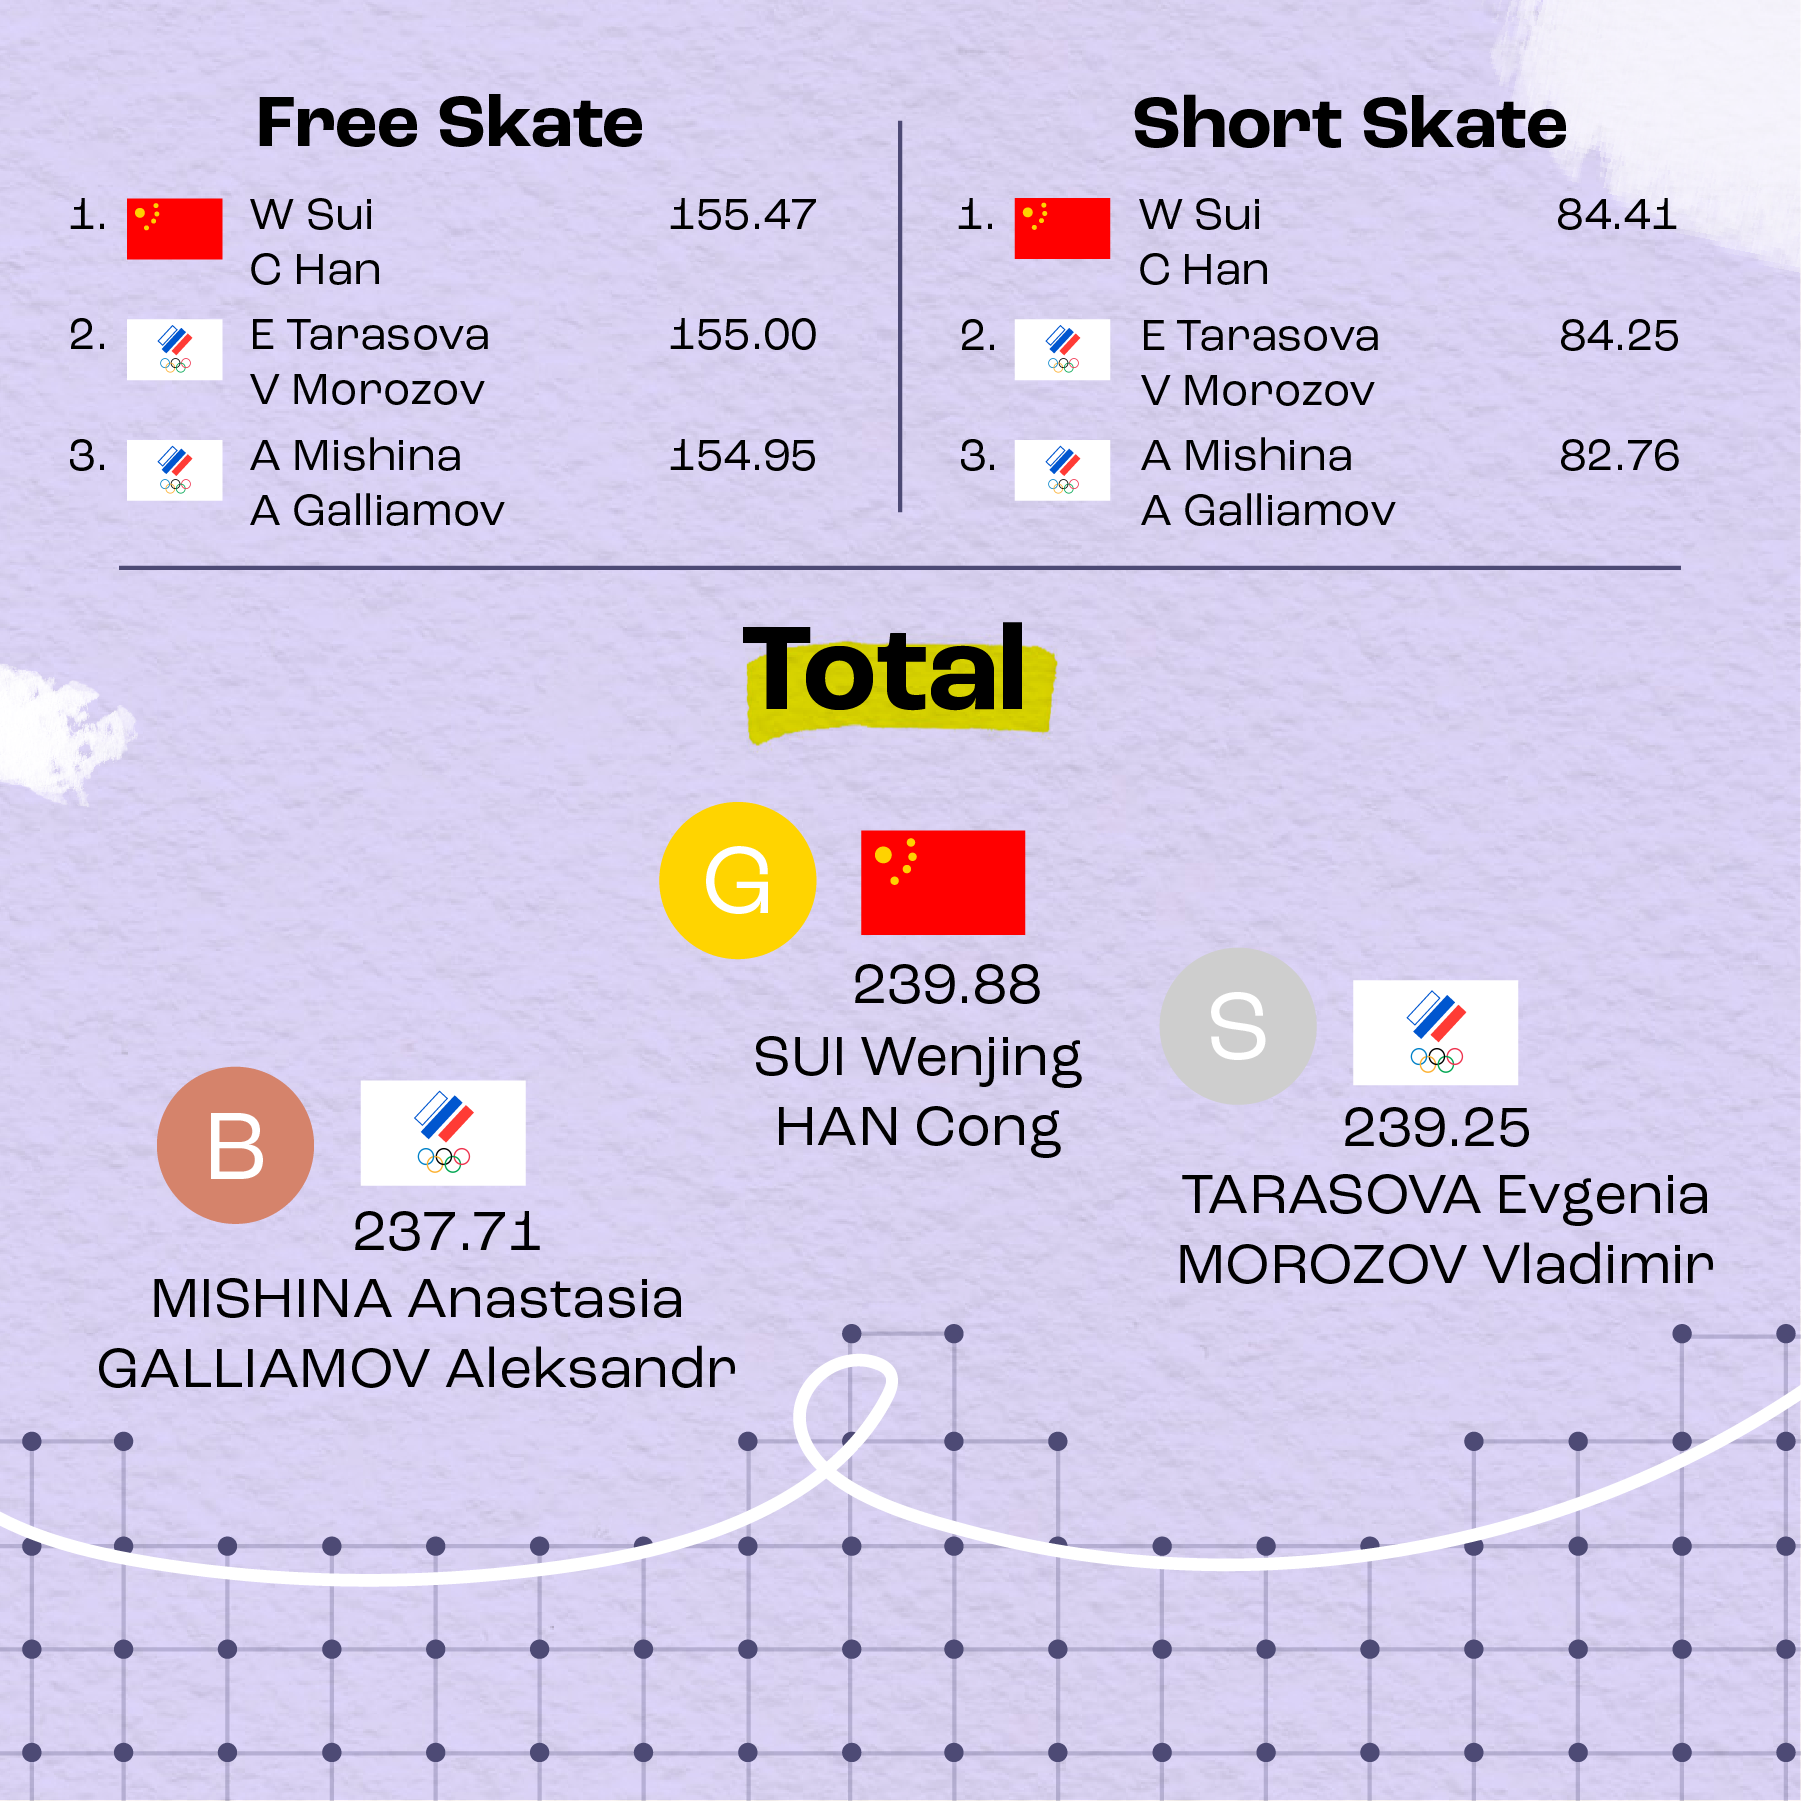 Free Skate
1. W Sui 155.47
C Han
2. E Tarasova 155.00
V Morozov
3. A Mishina 154.95
A Galliamov
Short Skate
1. W Sui 84.41
C Han
2. E Tarasova 84.25
V Morozov
3. A Mishina 82.76
A Galliamov
Total
G
239.88
SUI Wenjing
HAN Cong
S
239.25
TARASOVA Evgenia
MOROZOV Vladimir
B
237.71
MISHINA Anastasia
GALLIAMOV Aleksandr